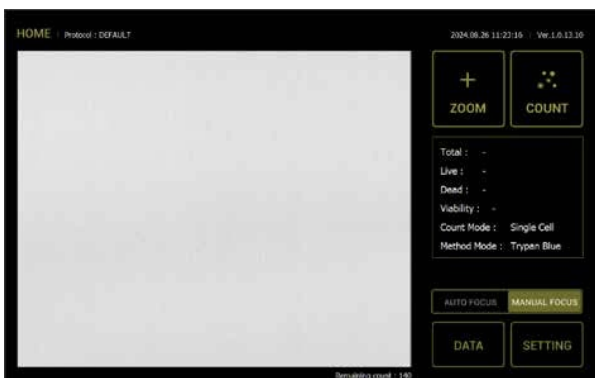 HOME | Protocol : DEFAULT
2024.08.26 11:23:16 | Ver.1.0.13.10
ZOOM
COUNT
Total : -
Live : -
Dead : -
Viability : -
Count Mode : Single Cell
Method Mode : Trypan Blue
AUTO FOCUS
MANUAL FOCUS
DATA
SETTING
Remaining count : 140